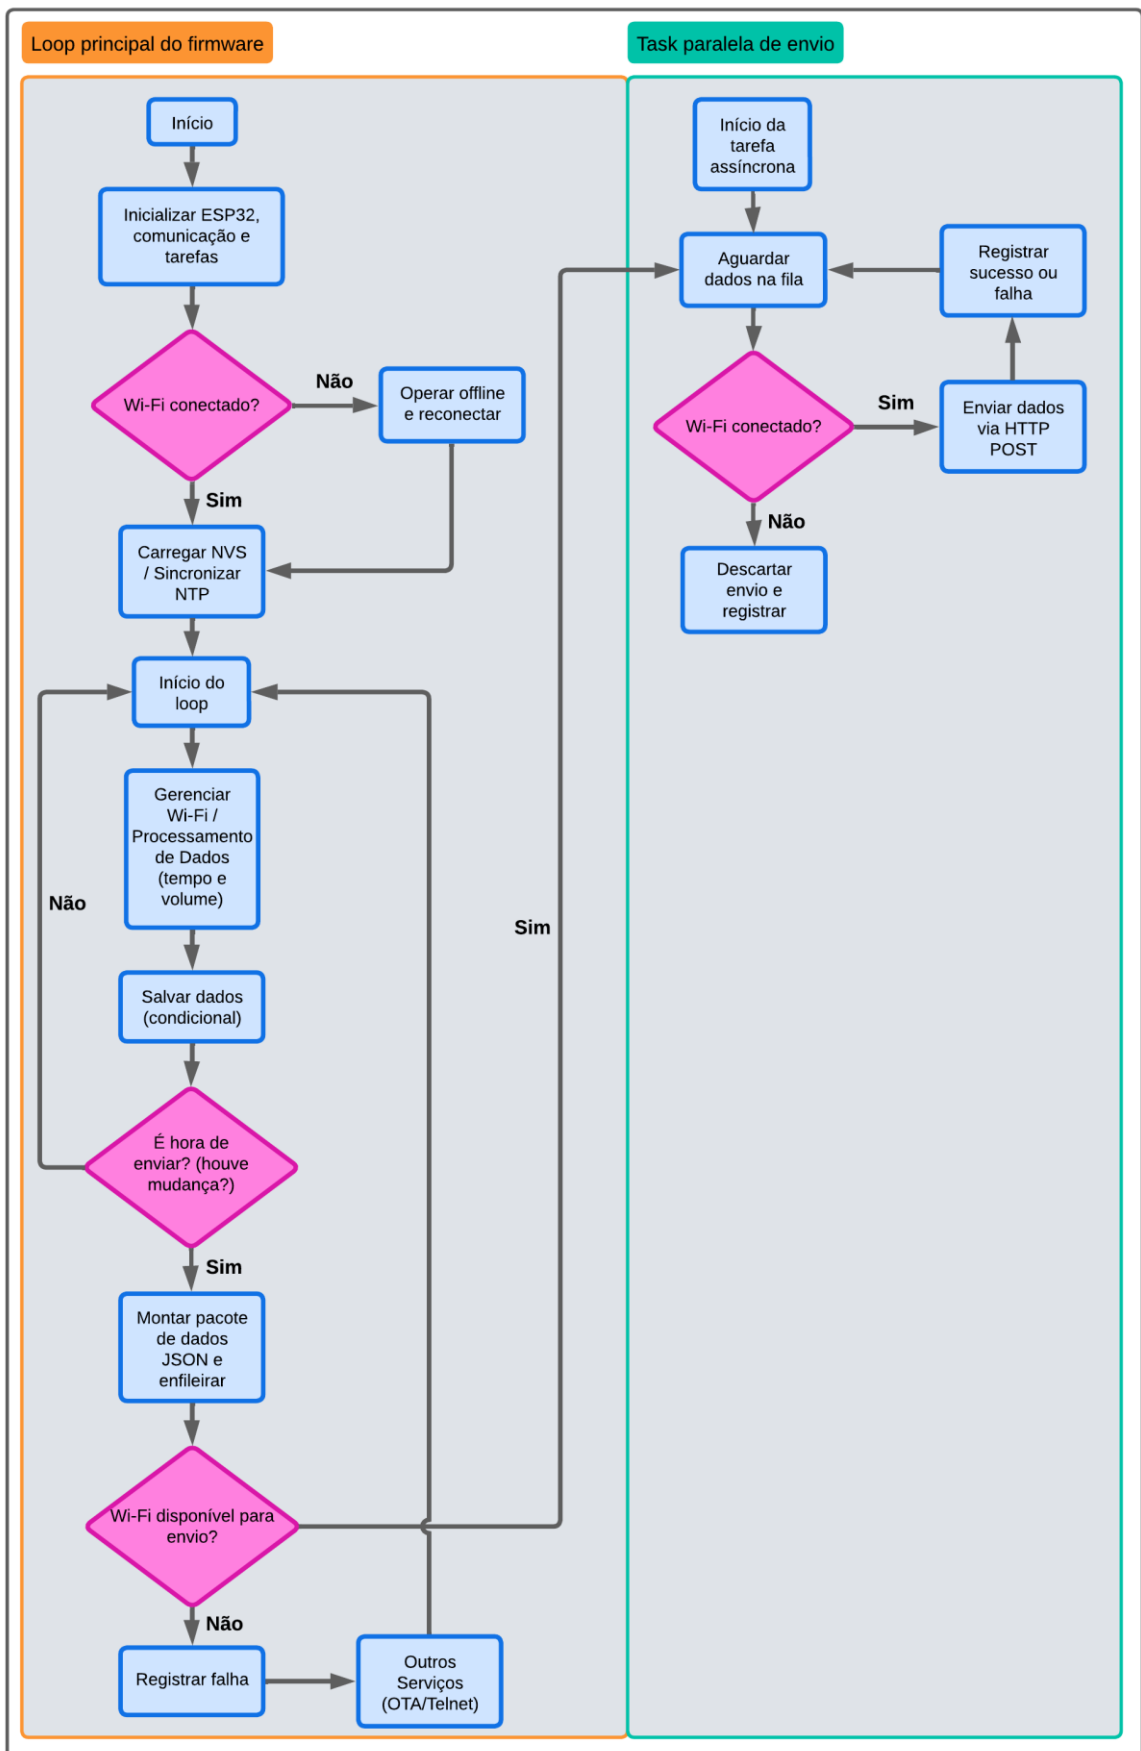 Loop principal do firmware
Início
Inicializar ESP32,
comunicação e
tarefas
Wi-Fi conectado?
Não
Operar offline
e reconectar
Sim
Carregar NVS
/ Sincronizar
NTP
Início do
loop
Gerenciar
Wi-Fi /
Processamento
de Dados
(tempo e
volume)
Não
Salvar dados
(condicional)
É hora de
enviar? (houve
mudança?)
Sim
Montar pacote
de dados
JSON e
enfileirar
Wi-Fi disponível para
envio?
Sim
Não
Registrar falha
Outros
Serviços
(OTA/Telnet)
Task paralela de envio
Início da
tarefa
assíncrona
Aguardar
dados na fila
Wi-Fi conectado?
Sim
Enviar dados
via HTTP
POST
Registrar
sucesso ou
falha
Não
Descartar
envio e
registrar